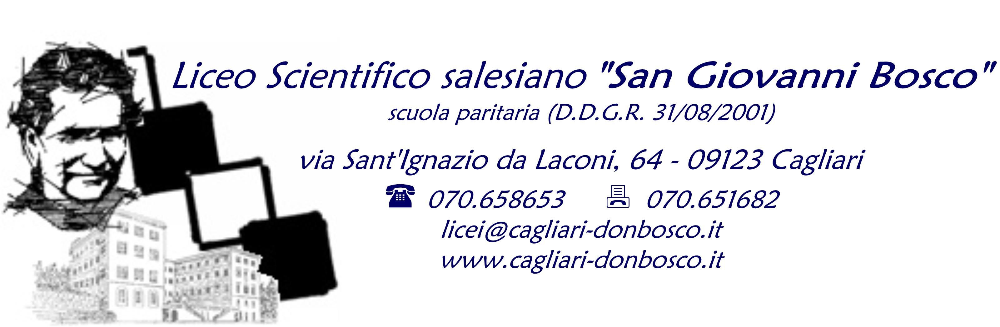 Liceo Scientifico salesiano "San Giovanni Bosco"
scuola paritaria (D.D.G.R. 31/08/2001)
via Sant'Ignazio da Laconi, 64 - 09123 Cagliari
070.658653 070.651682
licei@cagliari-donbosco.it
www.cagliari-donbosco.it